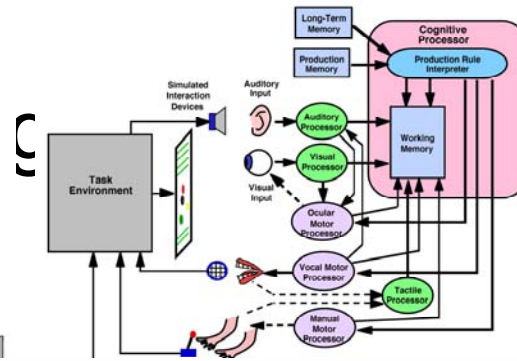 Long-Term
Memory
Cognitive
Processor
Production
Memory
Production Rule
Interpreter
Simulated
Interaction
Devices
Auditory
Input
Auditory
Processor
Working
Memory
g
Visual
Processor
Task
Environment
Visual
Input
Ocular
Motor
Processor
Vocal Motor
Processor
Tactile
Processor
Manual
Motor
Processor